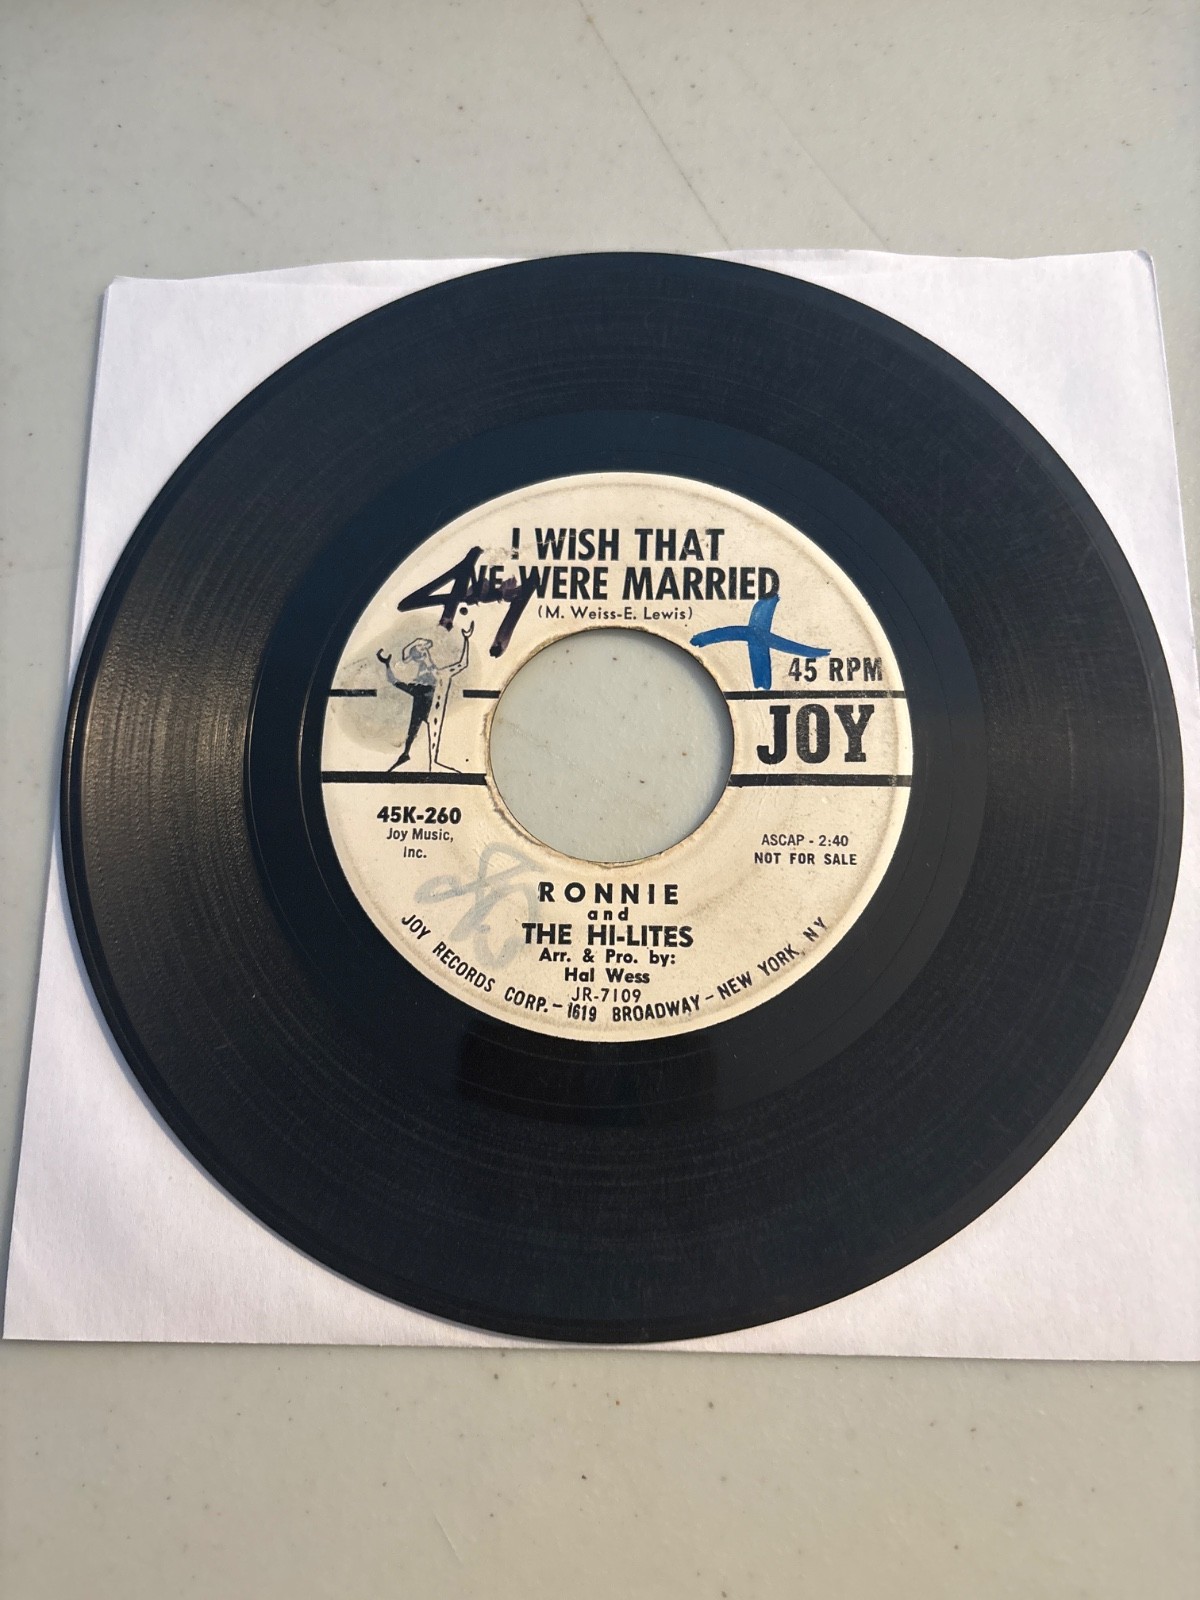 I WISH THAT
WE WERE MARRIED
(M. Weiss-E. Lewis)
45 RPM
JOY
45K-260
Joy Music,
Inc.
ASCAP - 2:40
NOT FOR SALE
RONNIE
and
THE HI-LITES
Arr. & Pro. by:
Hal Wess
JR-7109
JOY RECORDS CORP. - 1619 BROADWAY - NEW YORK, NY